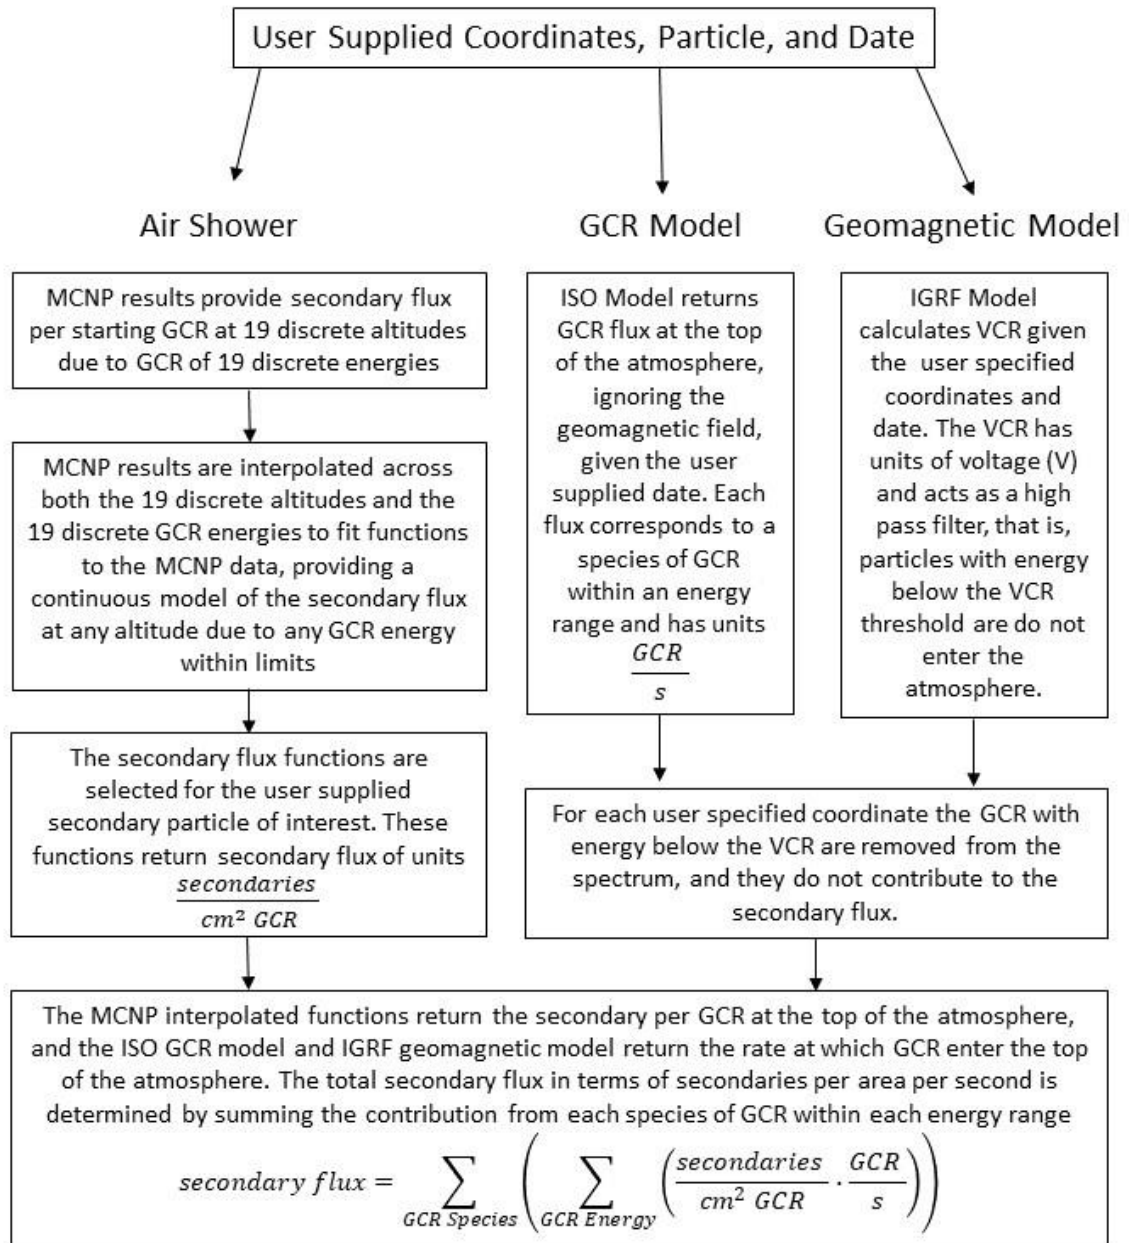 User Supplied Coordinates, Particle, and Date
Air Shower
MCNP results provide secondary flux
per starting GCR at 19 discrete altitudes
due to GCR of 19 discrete energies
MCNP results are interpolated across
both the 19 discrete altitudes and the
19 discrete GCR energies to fit functions
to the MCNP data, providing a
continuous model of the secondary flux
at any altitude due to any GCR energy
within limits
The secondary flux functions are
selected for the user supplied
secondary particle of interest. These
functions return secondary flux of units
secondaries
cm² GCR
GCR Model
ISO Model returns
GCR flux at the top
of the atmosphere,
ignoring the
geomagnetic field,
given the user
supplied date. Each
flux corresponds to a
species of GCR
within an energy
range and has units
GCR
s
Geomagnetic Model
IGRF Model
calculates VCR given
the user specified
coordinates and
date. The VCR has
units of voltage (V)
and acts as a high
pass filter, that is,
particles with energy
below the VCR
threshold are do not
enter the
atmosphere.
For each user specified coordinate the GCR with
energy below the VCR are removed from the
spectrum, and they do not contribute to the
secondary flux.
The MCNP interpolated functions return the secondary per GCR at the top of the atmosphere,
and the ISO GCR model and IGRF geomagnetic model return the rate at which GCR enter the top
of the atmosphere. The total secondary flux in terms of secondaries per area per second is
determined by summing the contribution from each species of GCR within each energy range
secondary flux = ∑ GCR Species ( ∑ GCR Energy ( secondaries / cm² GCR · GCR / s ) )